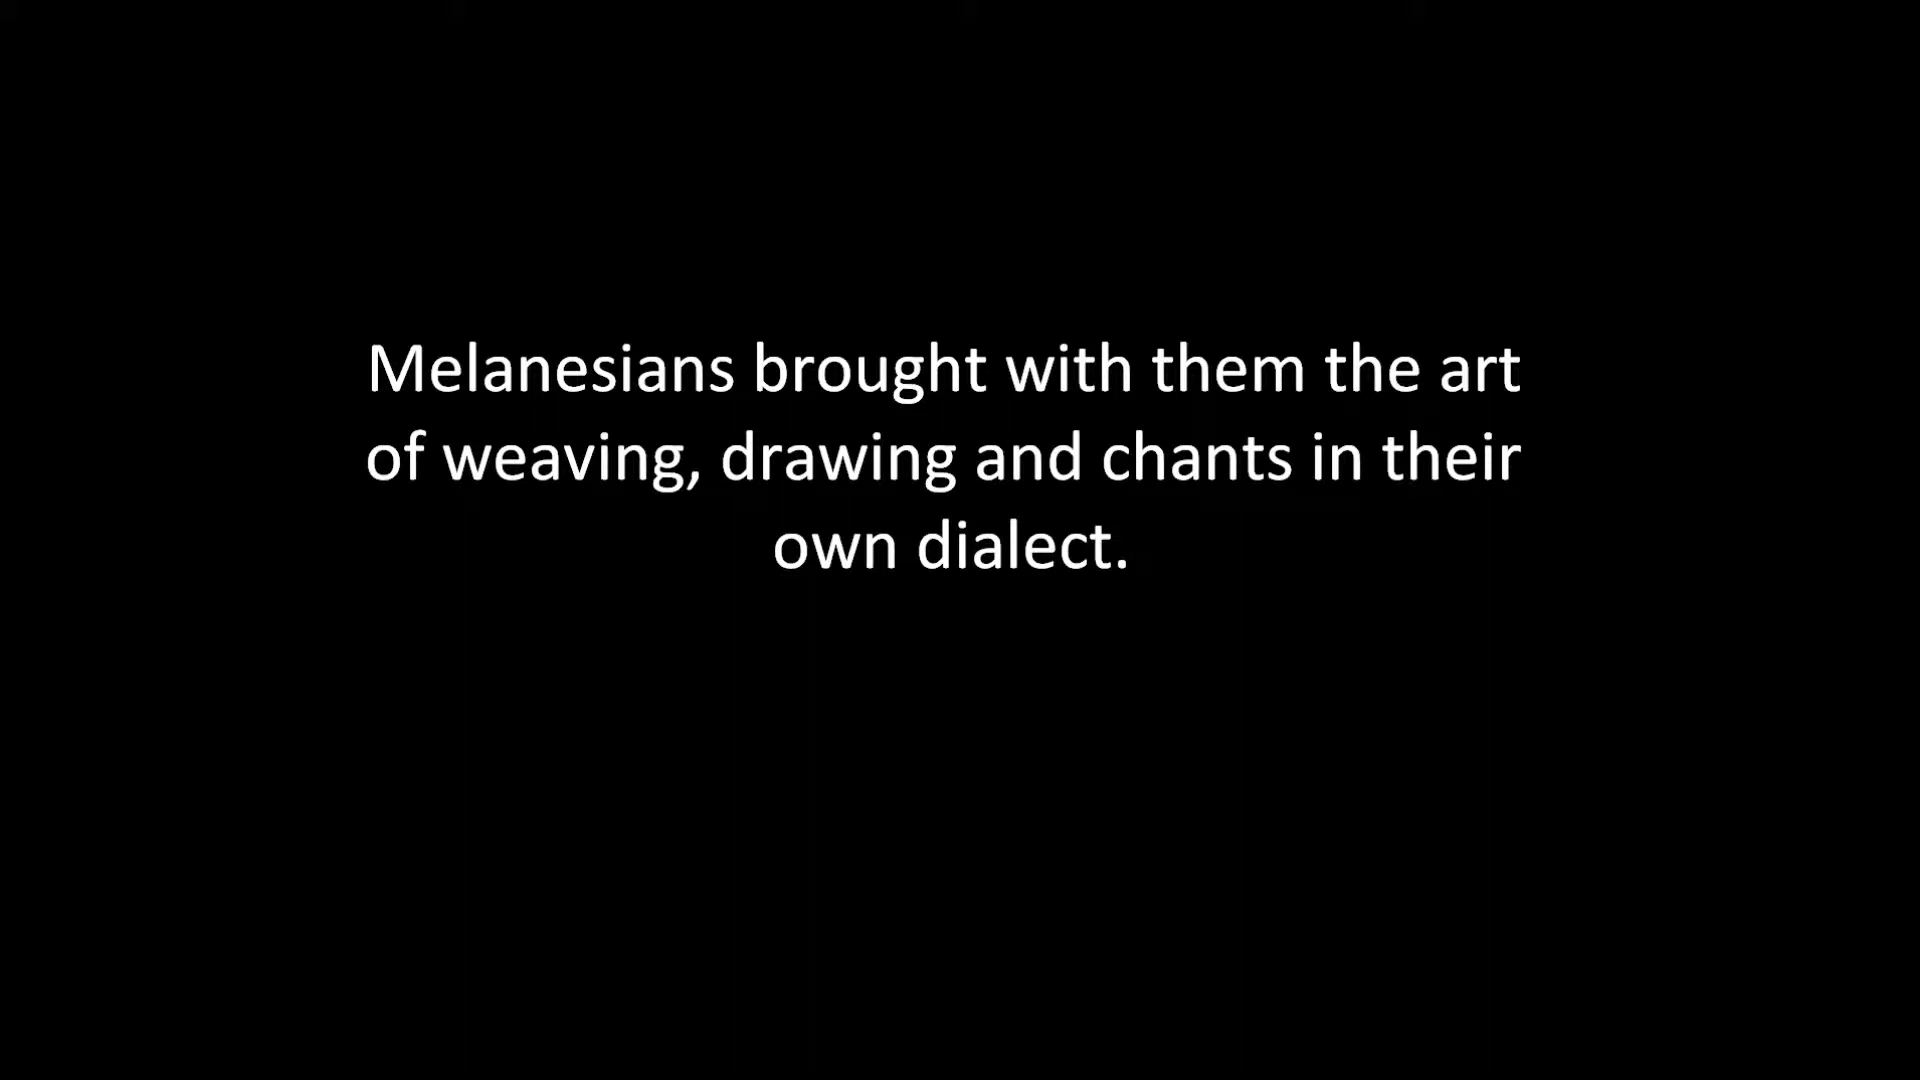 Melanesians brought with them the art
of weaving, drawing and chants in their
own dialect.